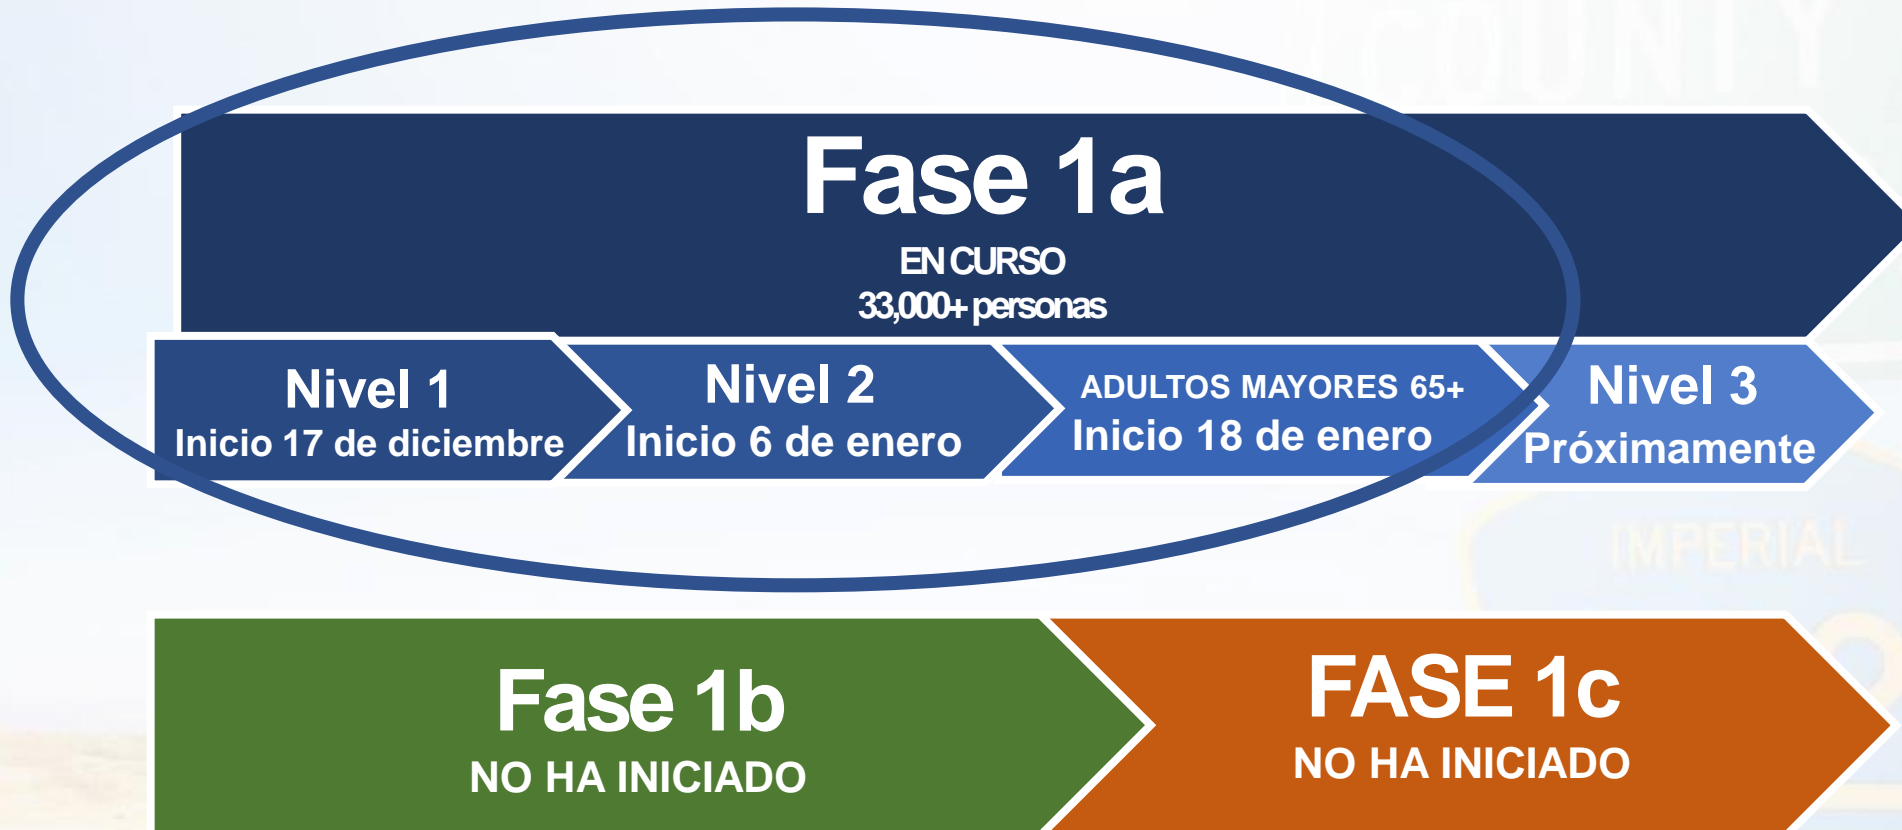 COUNTY
Fase 1a
EN CURSO
33,000+ personas
Nivel 1
Inicio 17 de diciembre
Nivel 2
Inicio 6 de enero
ADULTOS MAYORES 65+
Inicio 18 de enero
Nivel 3
Próximamente
IMPERIAL
Fase 1b
NO HA INICIADO
FASE 1c
NO HA INICIADO